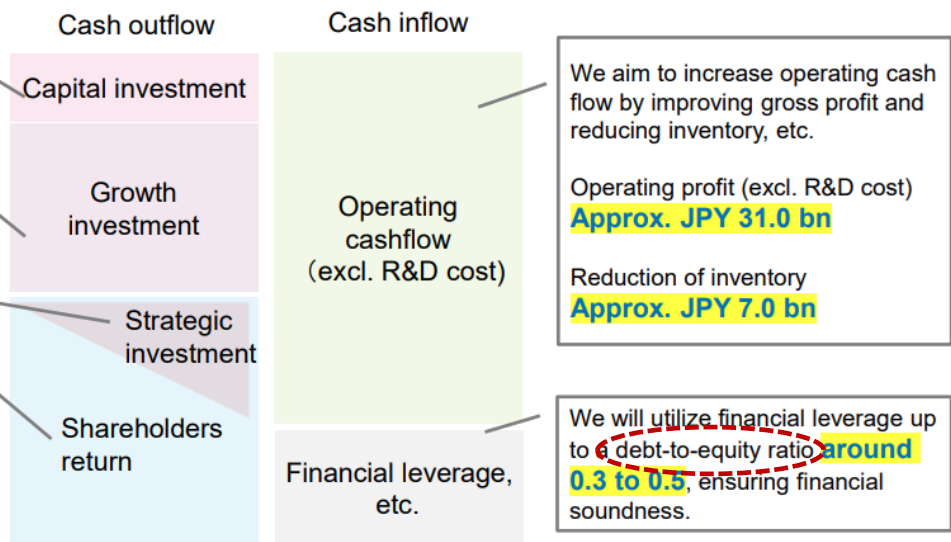 Cash outflow
Cash inflow
Capital investment
Growth
investment
Strategic
investment
Shareholders
return
Operating
cashflow
(excl. R&D cost)
Financial leverage,
etc.
We aim to increase operating cash
flow by improving gross profit and
reducing inventory, etc.
Operating profit (excl. R&D cost)
Approx. JPY 31.0 bn
Reduction of inventory
Approx. JPY 7.0 bn
We will utilize financial leverage up
to a debt-to-equity ratio around
0.3 to 0.5, ensuring financial
soundness.